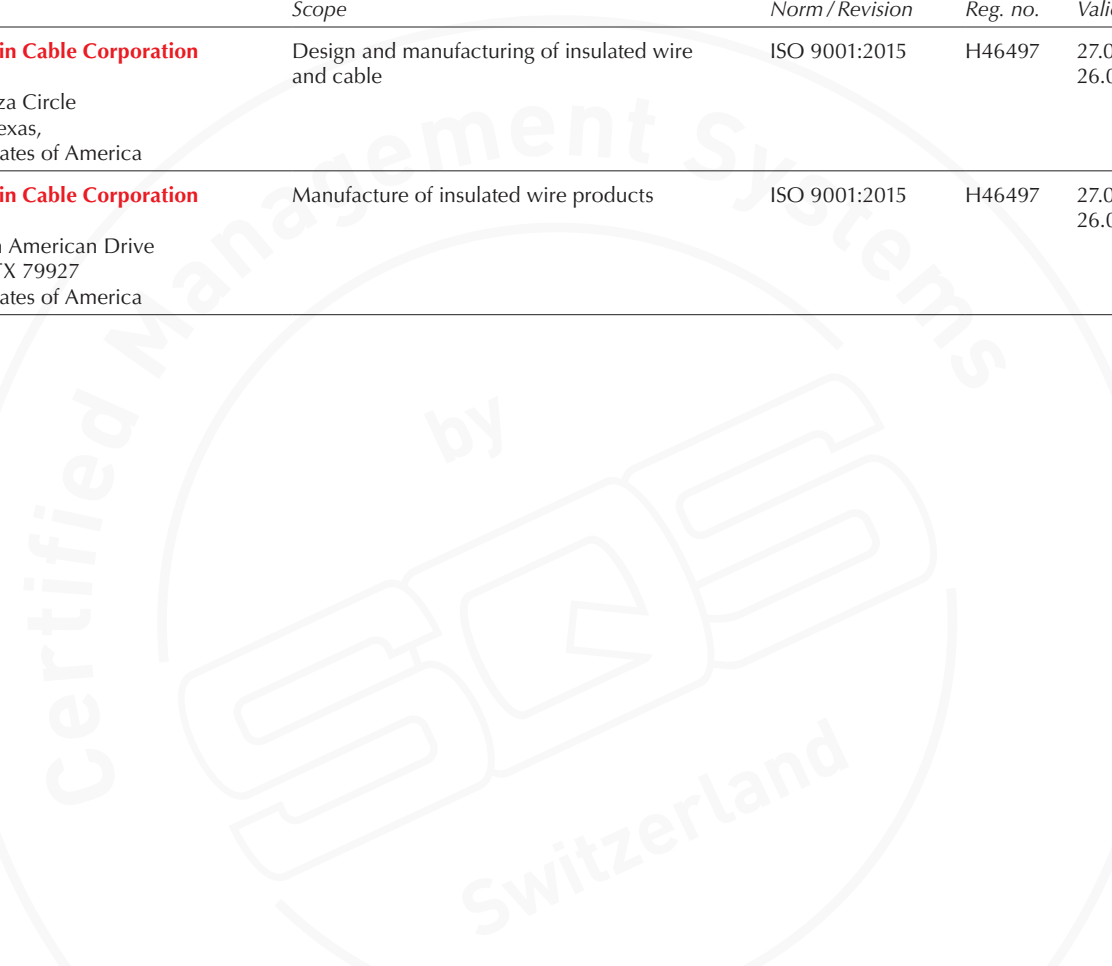 Scope Norm / Revision Reg. no. Valid
in Cable Corporation Design and manufacturing of insulated wire ISO 9001:2015 H46497 27.0
and cable 26.0
za Circle
exas,
ates of America
in Cable Corporation Manufacture of insulated wire products ISO 9001:2015 H46497 27.0
26.0
American Drive
TX 79927
ates of America
Certified Management Systems
by
SQS
Switzerland